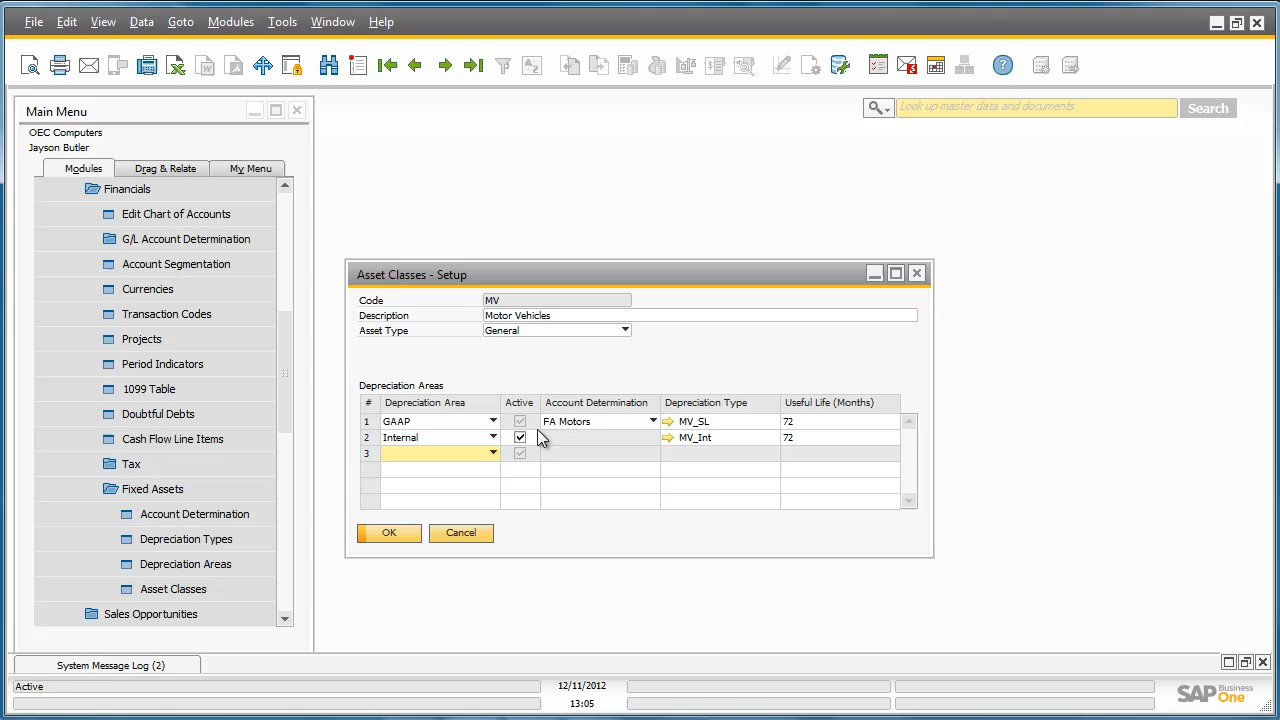 File Edit View Data Goto Modules Tools Window Help
Look up master data and documents Search
Main Menu
OEC Computers
Jayson Butler
Modules Drag & Relate My Menu
Financials
Edit Chart of Accounts
G/L Account Determination
Account Segmentation
Currencies
Transaction Codes
Projects
Period Indicators
1099 Table
Doubtful Debts
Cash Flow Line Items
Tax
Fixed Assets
Account Determination
Depreciation Types
Depreciation Areas
Asset Classes
Sales Opportunities
Asset Classes - Setup
Code MV
Description Motor Vehicles
Asset Type General
Depreciation Areas
# Depreciation Area Active Account Determination Depreciation Type Useful Life (Months)
1 GAAP FA Motors MV_SL 72
2 Internal MV_Int 72
3
OK Cancel
System Message Log (2)
Active 12/11/2012
13:05
SAP Business One